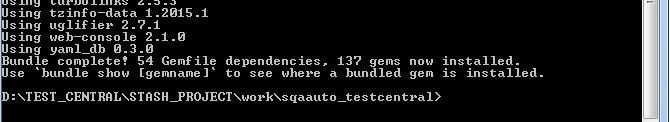 Using turbolinks 2.5.3
Using tzinfo-data 1.2015.1
Using uglifier 2.7.1
Using web-console 2.1.0
Using yaml_db 0.3.0
Bundle complete! 54 Gemfile dependencies, 137 gems now installed.
Use `bundle show [gemname]` to see where a bundled gem is installed.
D:\TEST_CENTRAL\STASH_PROJECT\work\sqaauto_testcentral>